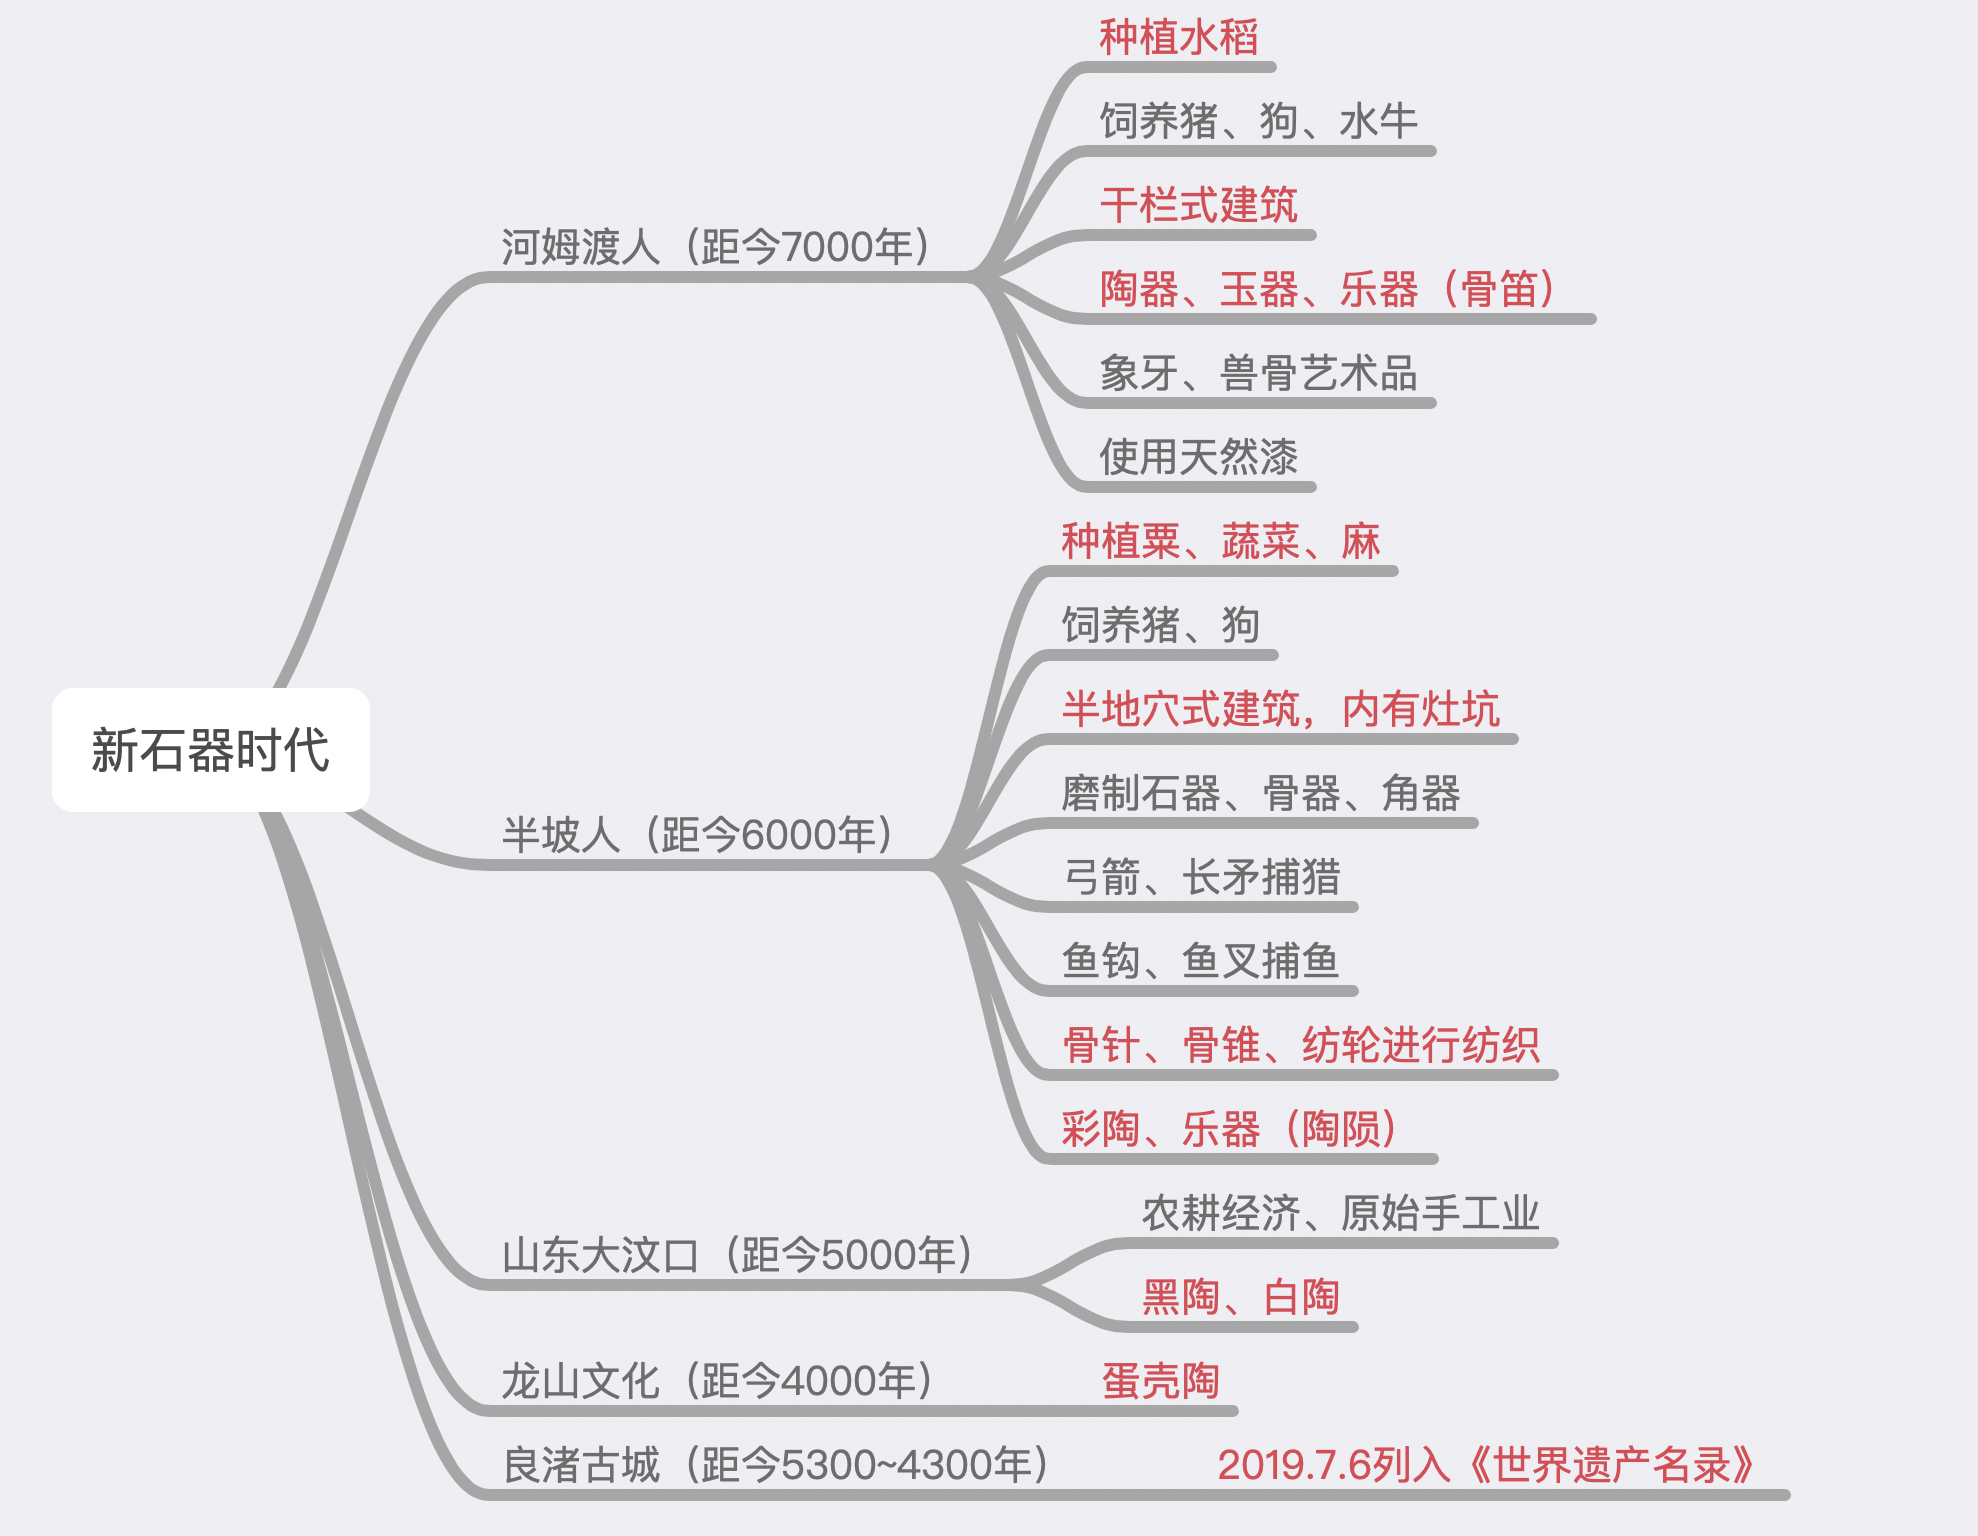 新石器时代
河姆渡人（距今7000年）
种植水稻
饲养猪、狗、水牛
干栏式建筑
陶器、玉器、乐器（骨笛）
象牙、兽骨艺术品
使用天然漆
半坡人（距今6000年）
种植粟、蔬菜、麻
饲养猪、狗
半地穴式建筑，内有灶坑
磨制石器、骨器、角器
弓箭、长矛捕猎
鱼钩、鱼叉捕鱼
骨针、骨锥、纺轮进行纺织
彩陶、乐器（陶陨）
山东大汶口（距今5000年）
农耕经济、原始手工业
黑陶、白陶
龙山文化（距今4000年）
蛋壳陶
良渚古城（距今5300~4300年）
2019.7.6列入《世界遗产名录》